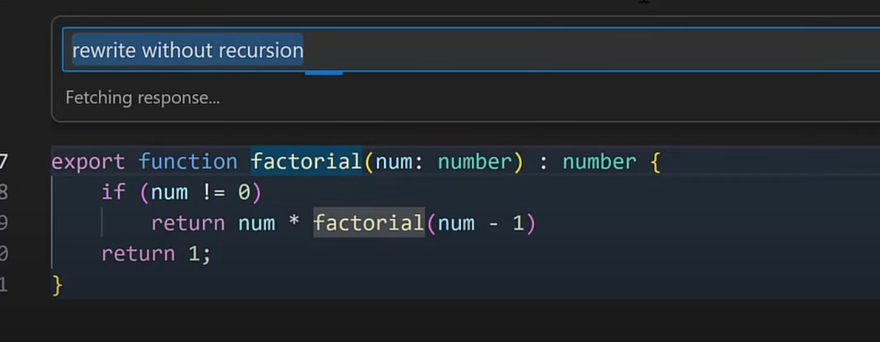 rewrite without recursion
Fetching response...
7 export function factorial(num: number) : number {
8 if (num != 0)
9 return num * factorial(num - 1)
0 return 1;
1 }